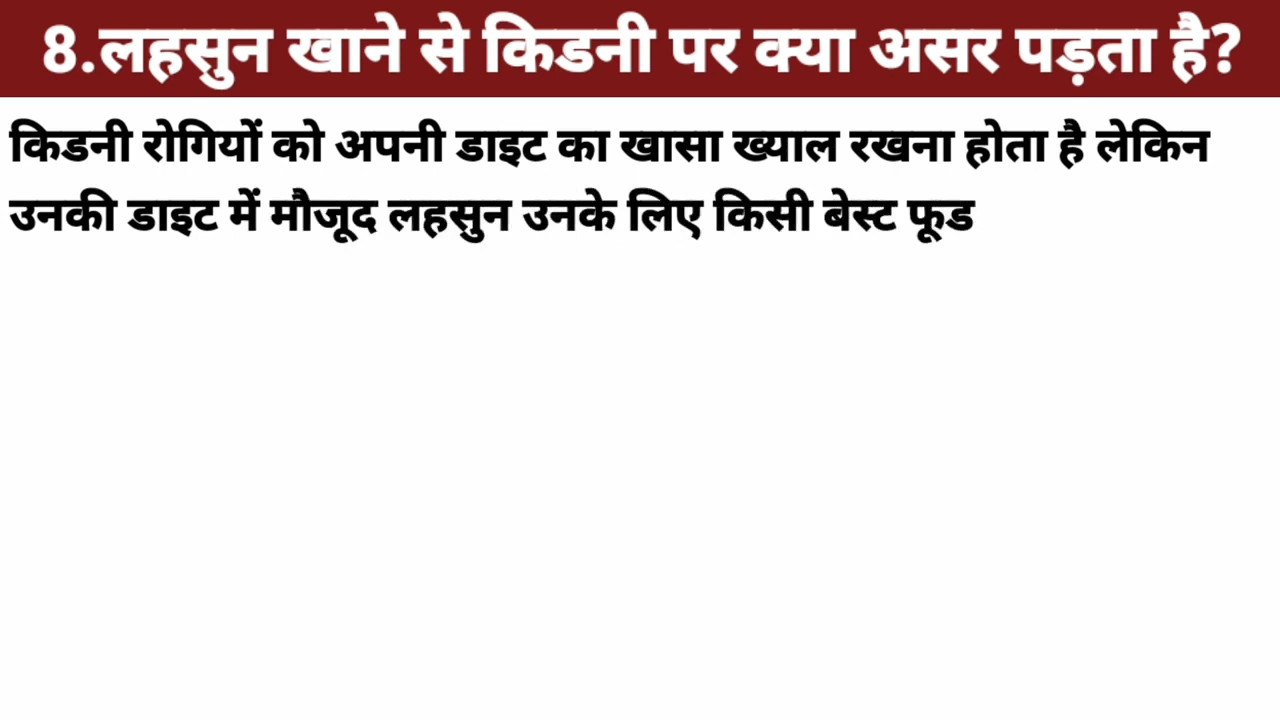 8.लहसुन खाने से किडनी पर क्या असर पड़ता है?
किडनी रोगियों को अपनी डाइट का खासा ख्याल रखना होता है लेकिन
उनकी डाइट में मौजूद लहसुन उनके लिए किसी बेस्ट फूड